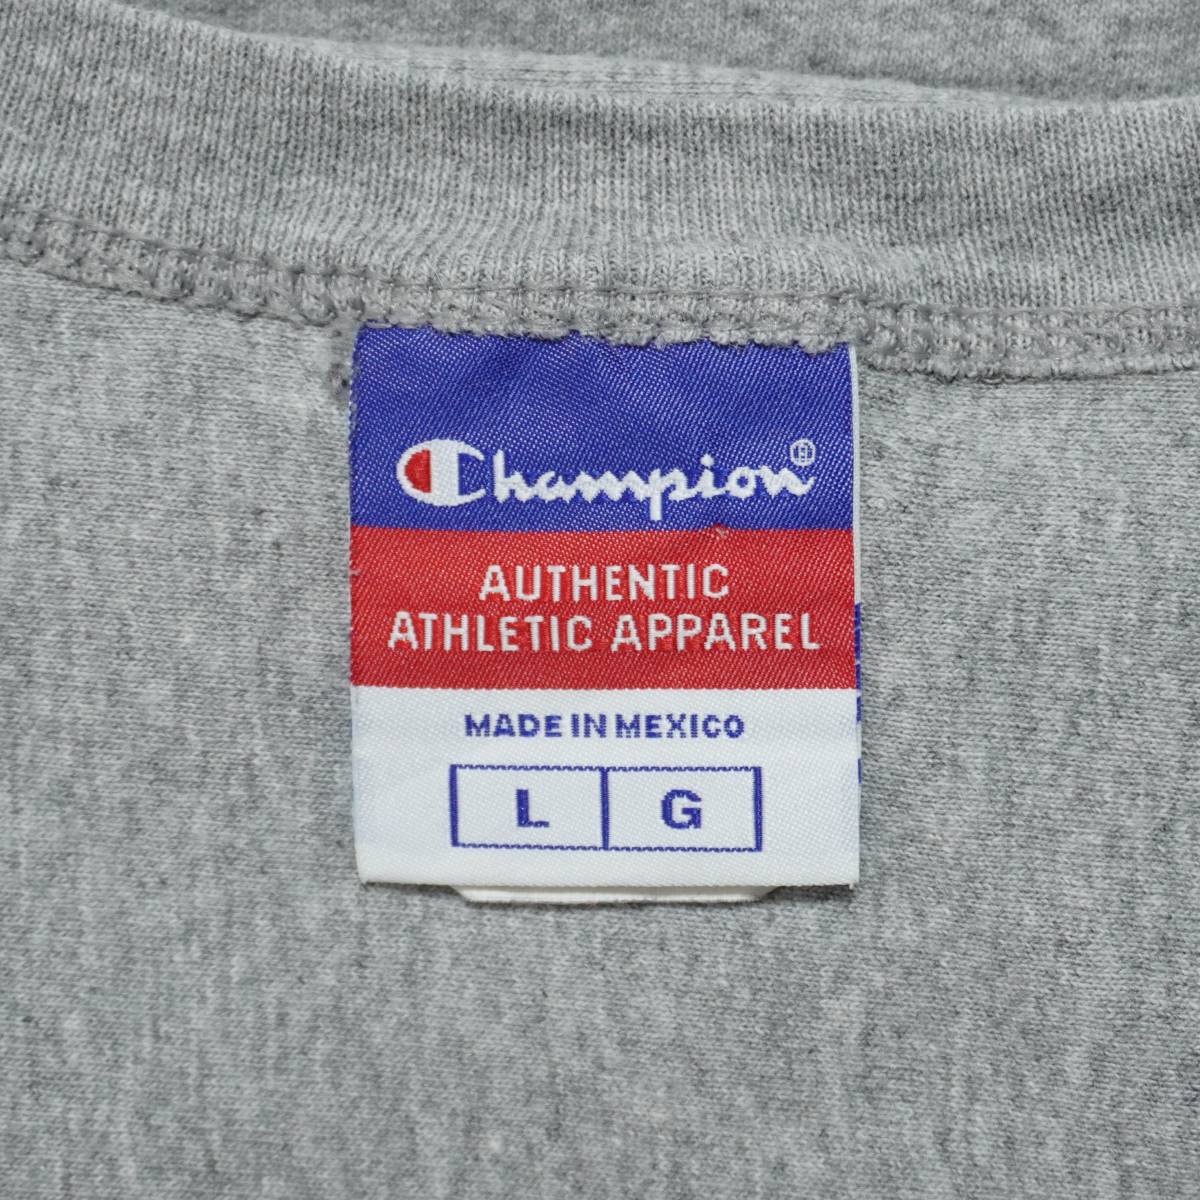 Champion®
AUTHENTIC
ATHLETIC APPAREL
MADE IN MEXICO
L G